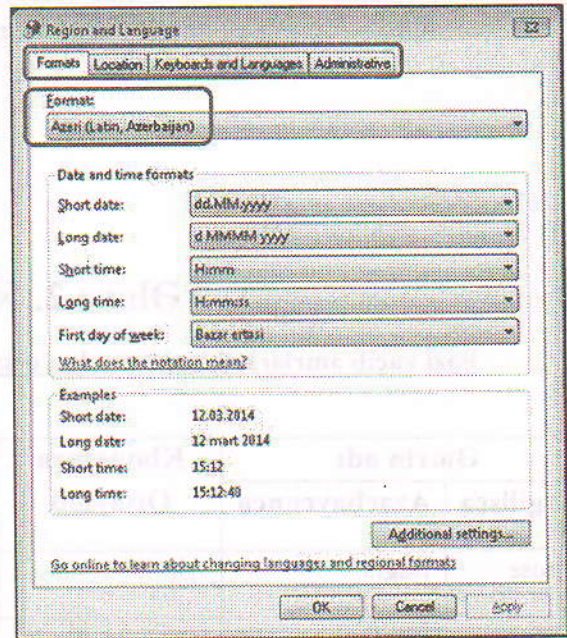 Region and Language
Formats Location Keyboards and Languages Administrative
Format:
Azeri (Latin, Azerbaijan)
Date and time formats
Short date: dd.MM.yyyy
Long date: d MMMM yyyy
Short time: H:mm
Long time: H:mm:ss
First day of week: Bazar ertəsi
What does the notation mean?
Examples
Short date: 12.03.2014
Long date: 12 mart 2014
Short time: 15:12
Long time: 15:12:48
Additional settings...
Go online to learn about changing languages and regional formats
OK Cancel Apply